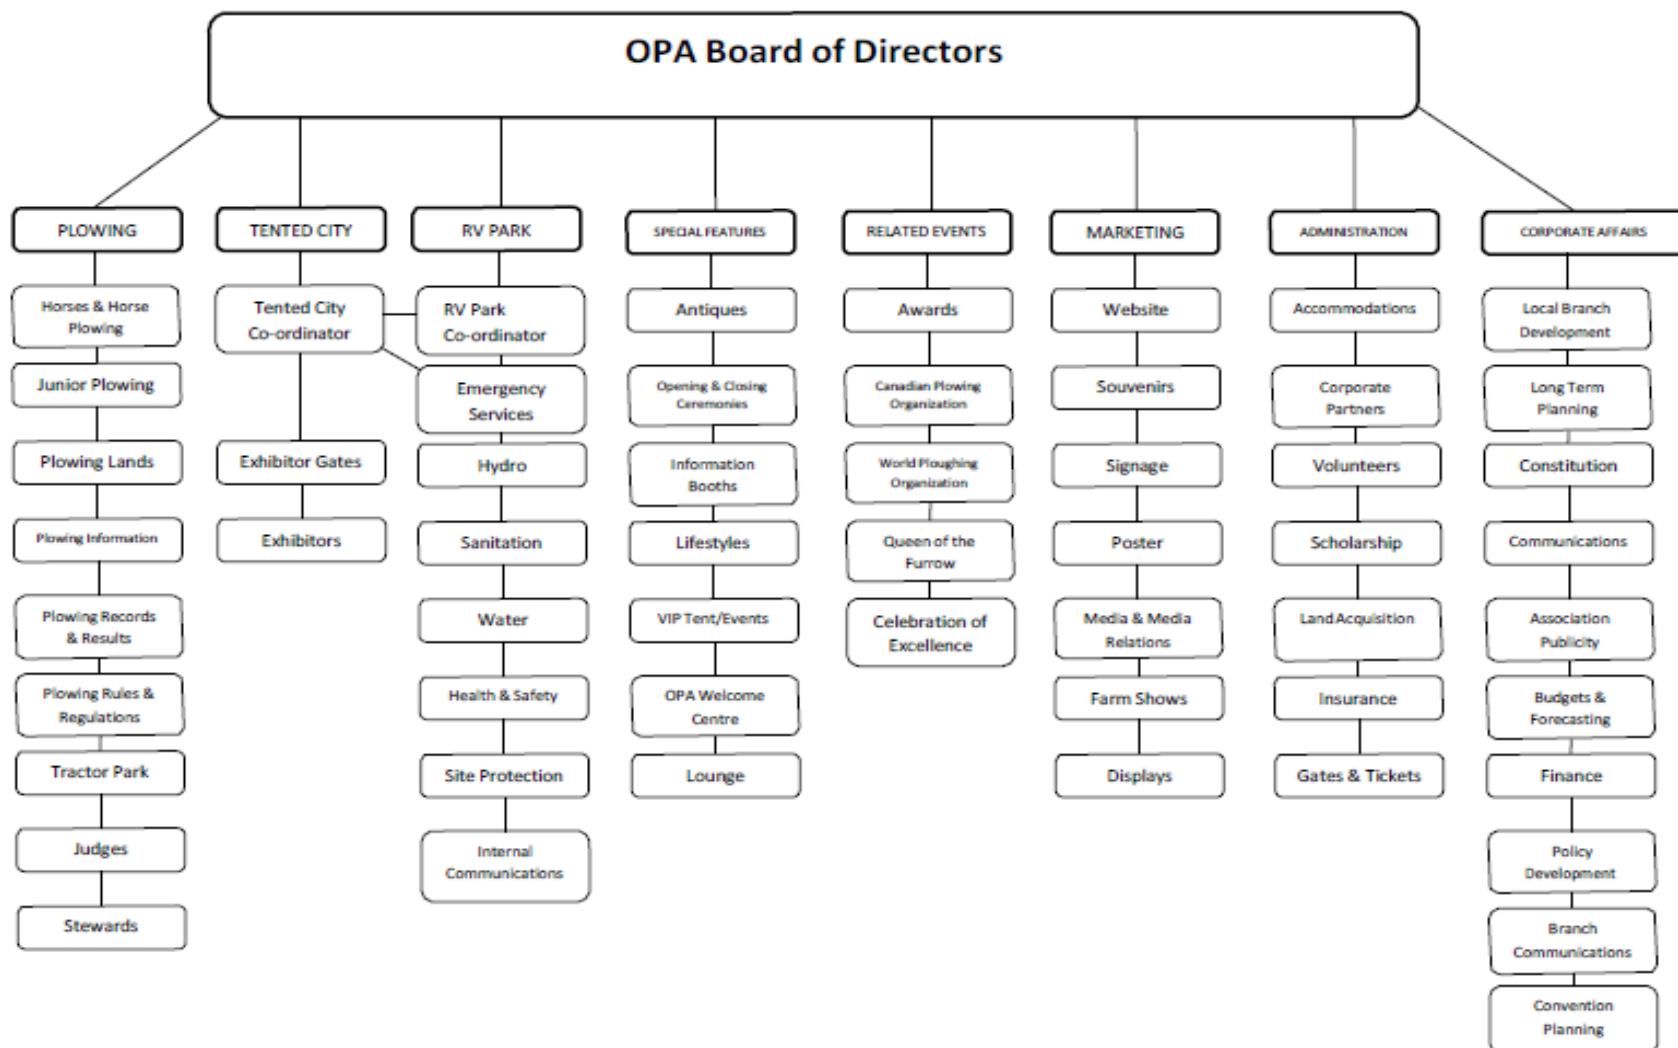 OPA Board of Directors
PLOWING
Horses & Horse
Plowing
Junior Plowing
Plowing Lands
Plowing Information
Plowing Records
& Results
Plowing Rules &
Regulations
Tractor Park
Judges
Stewards
TENTED CITY
Tented City
Co-ordinator
Exhibitor Gates
Exhibitors
RV PARK
RV Park
Co-ordinator
Emergency
Services
Hydro
Sanitation
Water
Health & Safety
Site Protection
Internal
Communications
SPECIAL FEATURES
Antiques
Opening & Closing
Ceremonies
Information
Booths
Lifestyles
VIP Tent/Events
OPA Welcome
Centre
Lounge
RELATED EVENTS
Awards
Canadian Plowing
Organization
World Ploughing
Organization
Queen of the
Furrow
Celebration of
Excellence
MARKETING
Website
Souvenirs
Signage
Poster
Media & Media
Relations
Farm Shows
Displays
ADMINISTRATION
Accommodations
Corporate
Partners
Volunteers
Scholarship
Land Acquisition
Insurance
Gates & Tickets
CORPORATE AFFAIRS
Local Branch
Development
Long Term
Planning
Constitution
Communications
Association
Publicity
Budgets &
Forecasting
Finance
Policy
Development
Branch
Communications
Convention
Planning